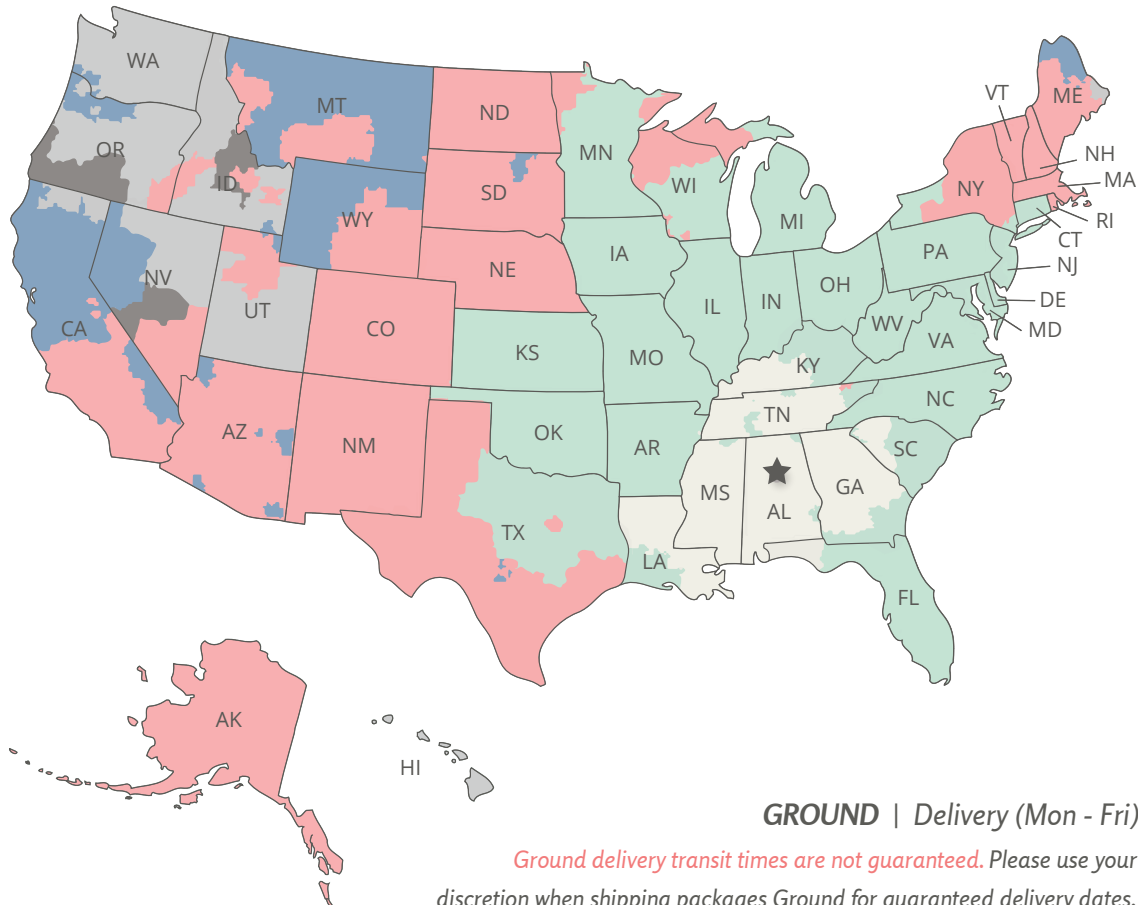 WA
MT
ND
MN
VT
ME
OR
ID
SD
WI
NH
MA
WY
NY
MI
RI
CT
NV
IA
PA
NE
NJ
UT
OH
IL
IN
DE
CA
CO
WV
MD
VA
KS
MO
KY
NC
TN
AZ
NM
OK
AR
SC
MS
GA
AL
TX
LA
FL
AK
HI
GROUND | Delivery (Mon - Fri)
Ground delivery transit times are not guaranteed. Please use your
discretion when shipping packages Ground for guaranteed delivery dates.